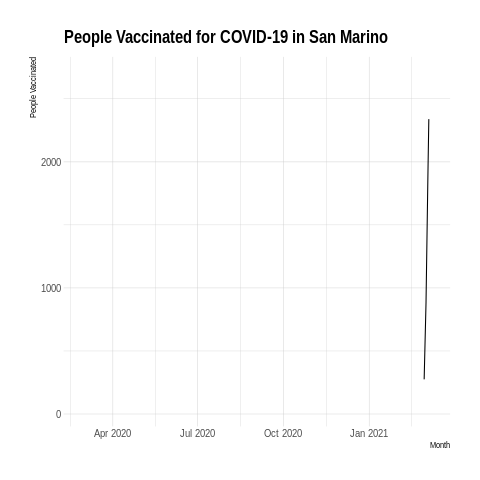 People Vaccinated for COVID-19 in San Marino
People Vaccinated
2000
1000
0
Apr 2020
Jul 2020
Oct 2020
Jan 2021
Month